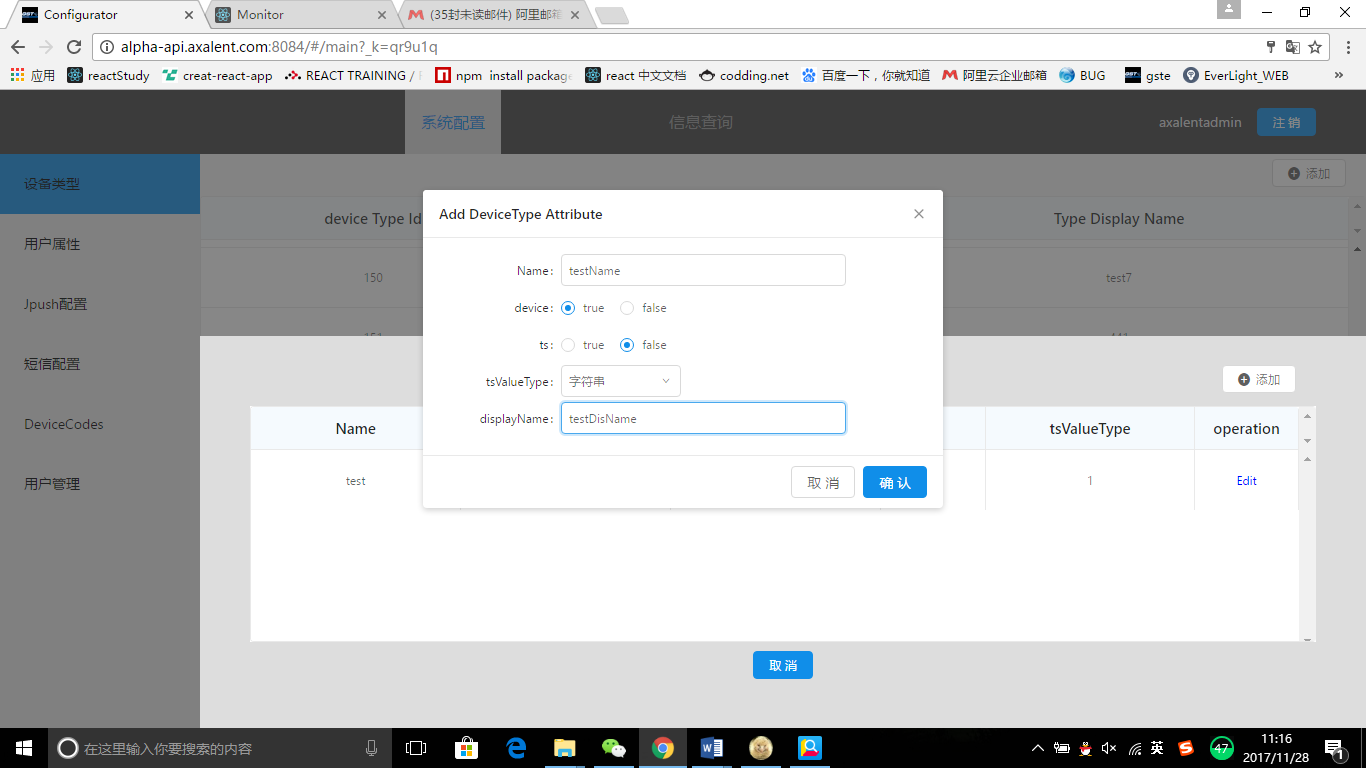 Configurator
Monitor
(35封未读邮件) 阿里邮箱
alpha-api.axalent.com:8084/#/main?_k=qr9u1q
应用
reactStudy
creat-react-app
REACT TRAINING /
npm install package
react 中文文档
codding.net
百度一下，你就知道
阿里云企业邮箱
BUG
gste
EverLight_WEB
»
系统配置
信息查询
axalentadmin
注 销
设备类型
用户属性
Jpush配置
短信配置
DeviceCodes
用户管理
添加
device Type Id
Type Display Name
150
test7
Add DeviceType Attribute
Name:
testName
device:
true
false
ts:
true
false
tsValueType:
字符串
displayName:
testDisName
取 消
确 认
添加
Name
tsValueType
operation
test
1
Edit
取 消
在这里输入你要搜索的内容
英
47
11:16
2017/11/28
1